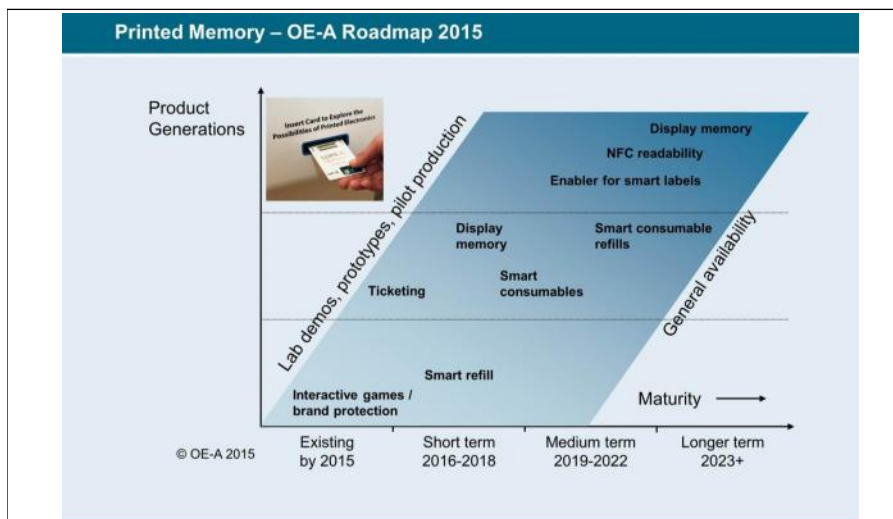 Printed Memory – OE-A Roadmap 2015
Product
Generations
Insert Card to Explore the
Possibilities of Printed Electronics
Lab demos, prototypes, pilot production
General availability
Display memory
NFC readability
Enabler for smart labels
Display
memory
Smart consumable
refills
Ticketing
Smart
consumables
Smart refill
Interactive games /
brand protection
Maturity
Existing
by 2015
Short term
2016-2018
Medium term
2019-2022
Longer term
2023+
© OE-A 2015